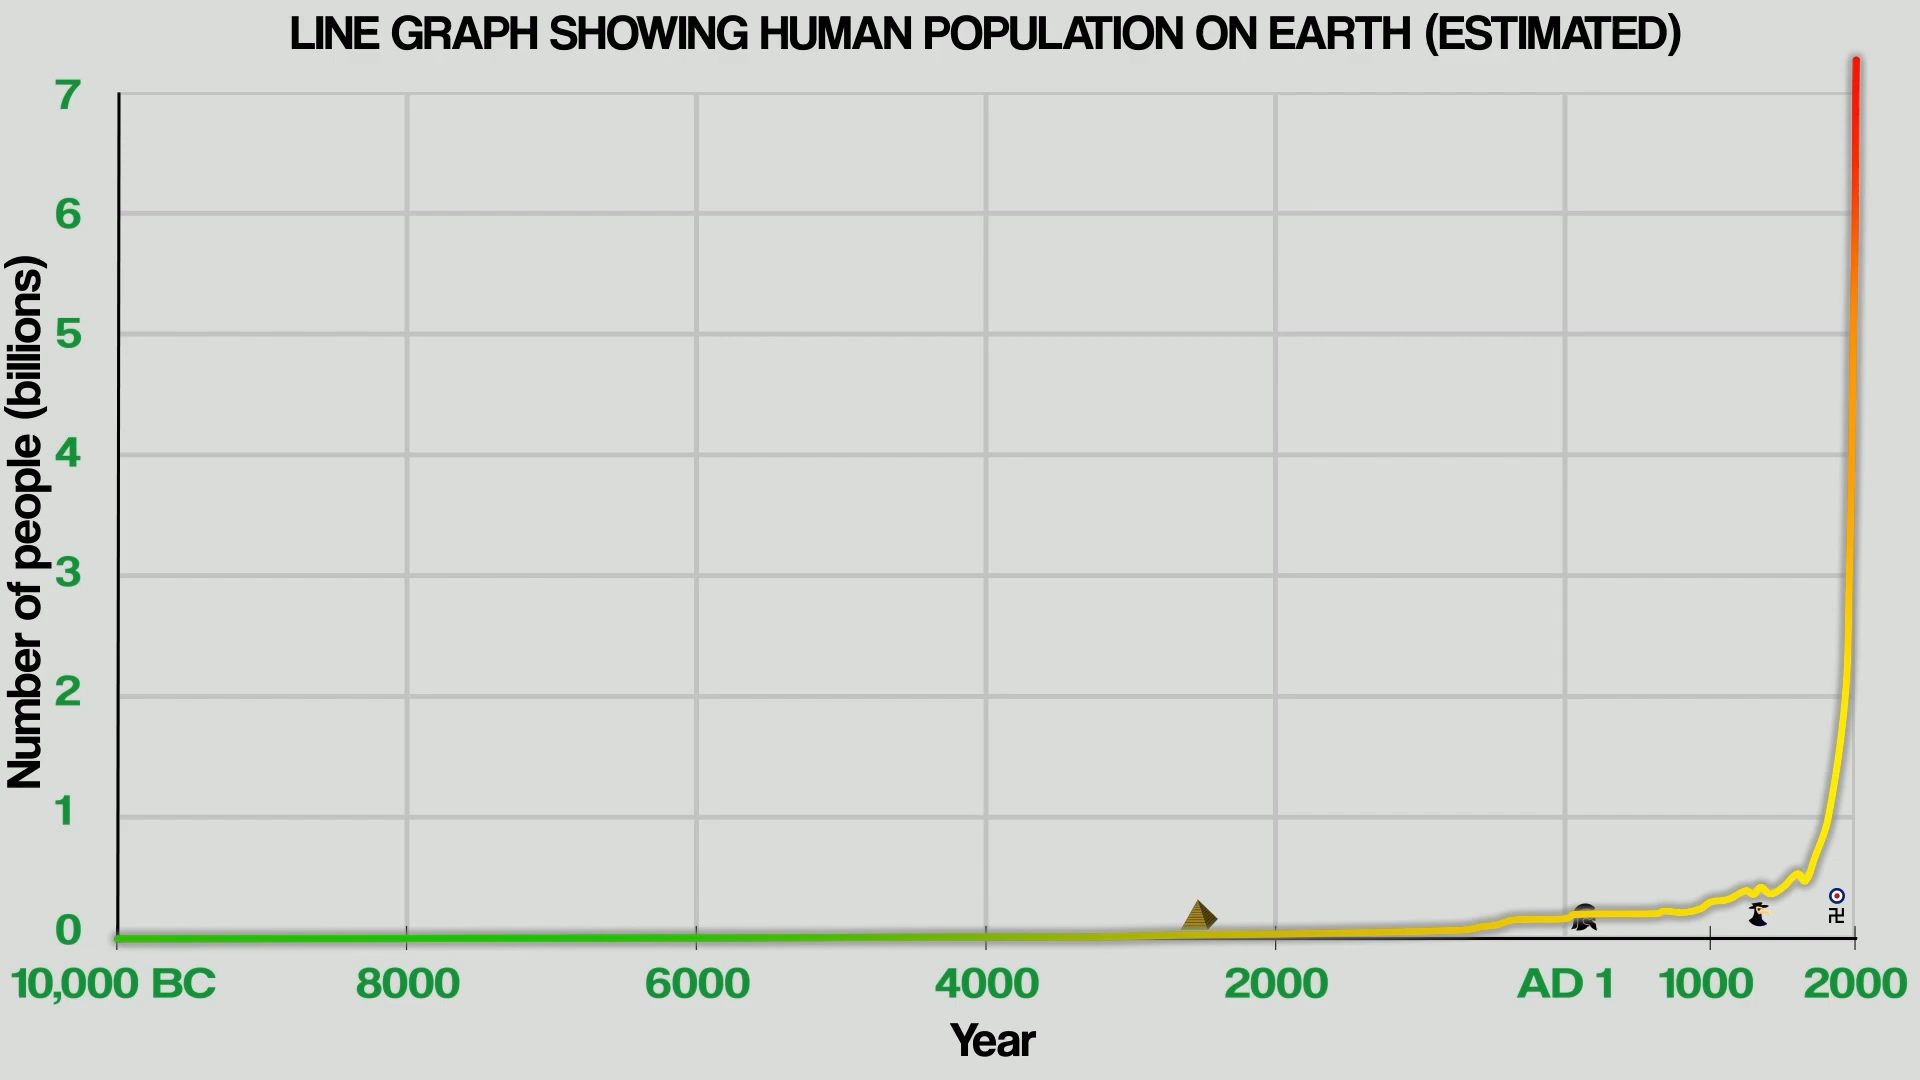 LINE GRAPH SHOWING HUMAN POPULATION ON EARTH (ESTIMATED)
Number of people (billions)
7
6
5
4
3
2
1
0
10,000 BC 8000 6000 4000 2000 AD 1 1000 2000
Year